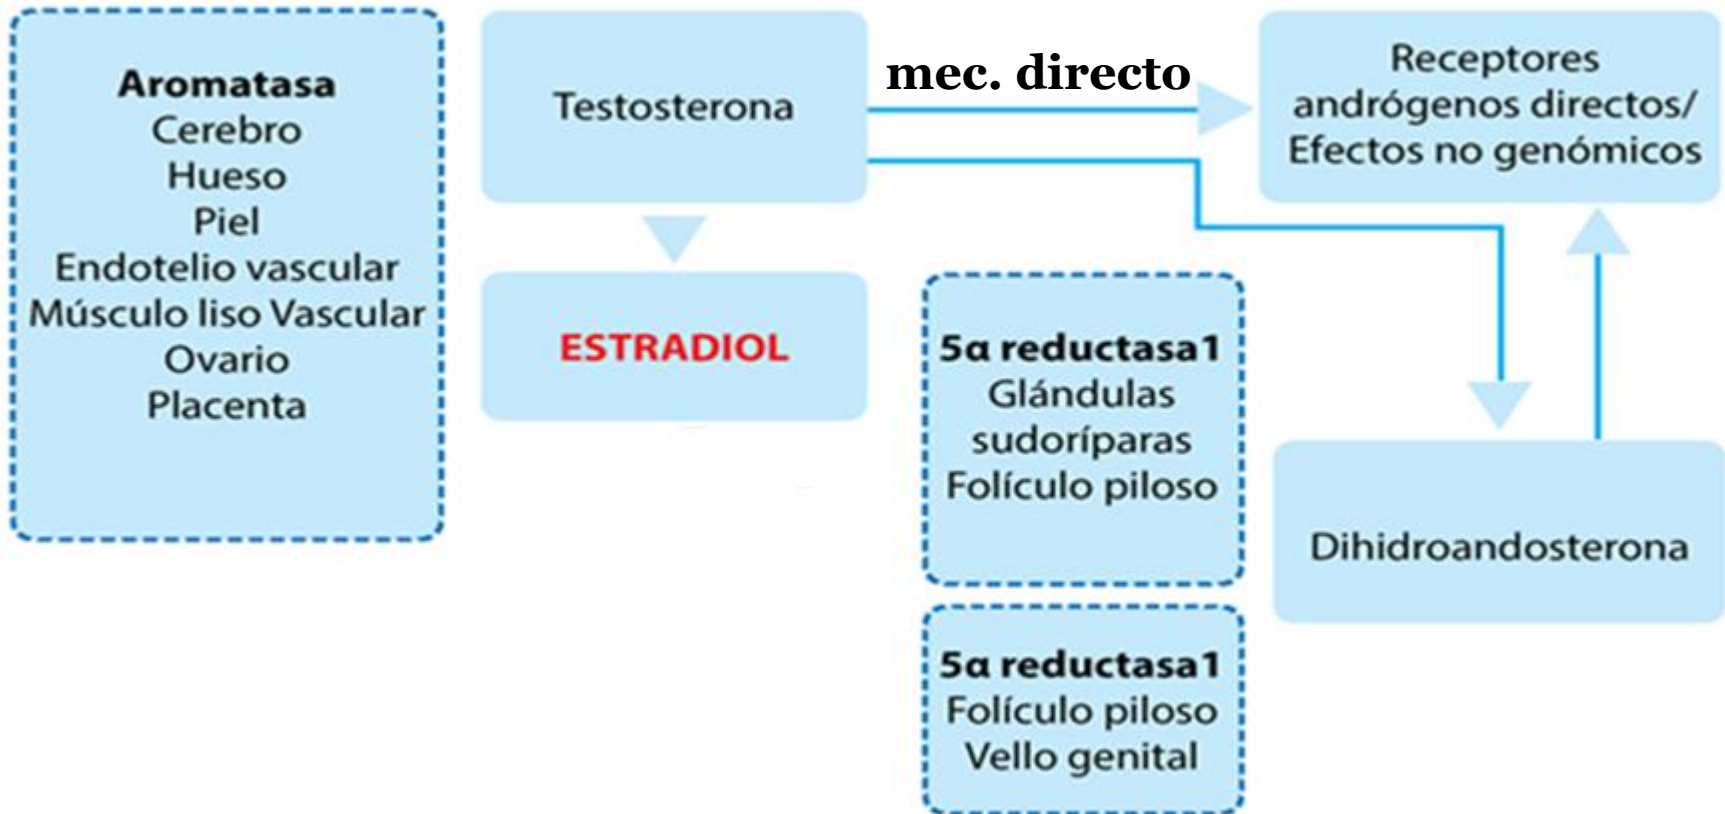 Aromatasa
Cerebro
Hueso
Piel
Endotelio vascular
Músculo liso Vascular
Ovario
Placenta
Testosterona
mec. directo
Receptores
andrógenos directos/
Efectos no genómicos
ESTRADIOL
5α reductasa1
Glándulas
sudoríparas
Folículo piloso
5α reductasa1
Folículo piloso
Vello genital
Dihidroandosterona